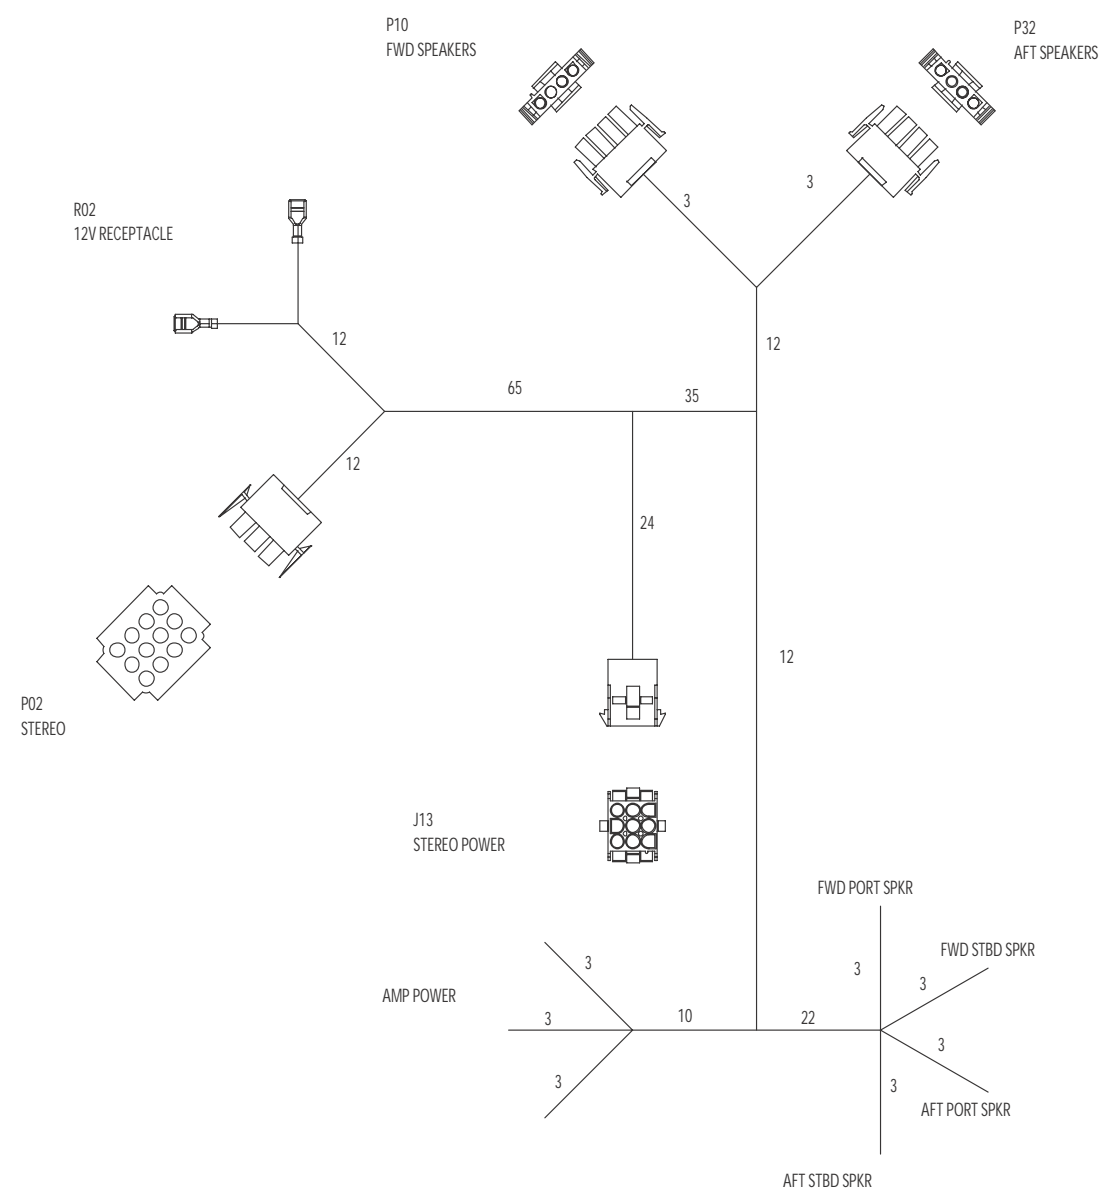 P10
FWD SPEAKERS
P32
AFT SPEAKERS
3
3
R02
12V RECEPTACLE
12
12
65
35
12
24
12
P02
STEREO
J13
STEREO POWER
FWD PORT SPKR
FWD STBD SPKR
3
3
3
AMP POWER
3
10
22
3
3
3
AFT PORT SPKR
AFT STBD SPKR